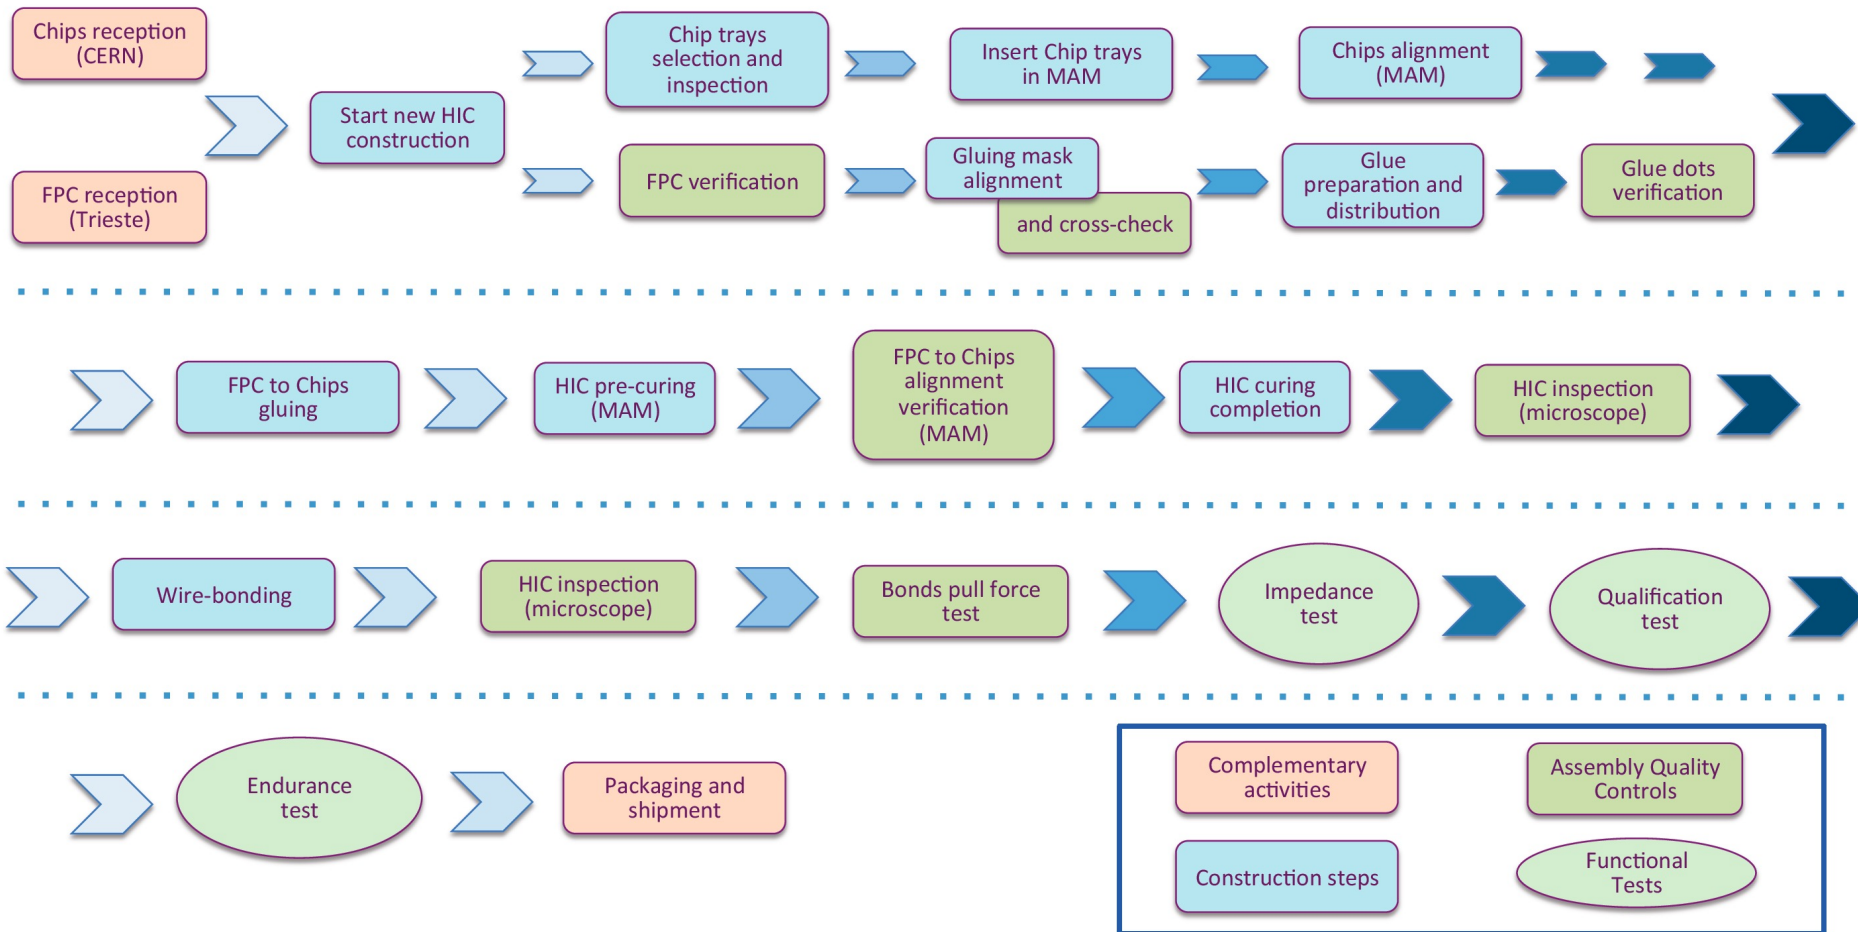 Chips reception
(CERN)
FPC reception
(Trieste)
Start new HIC
construction
Chip trays
selection and
inspection
Insert Chip trays
in MAM
Chips alignment
(MAM)
FPC verification
Gluing mask
alignment
and cross-check
Glue
preparation and
distribution
Glue dots
verification
FPC to Chips
gluing
HIC pre-curing
(MAM)
FPC to Chips
alignment
verification
(MAM)
HIC curing
completion
HIC inspection
(microscope)
Wire-bonding
HIC inspection
(microscope)
Bonds pull force
test
Impedance
test
Qualification
test
Endurance
test
Packaging and
shipment
Complementary
activities
Assembly Quality
Controls
Construction steps
Functional
Tests